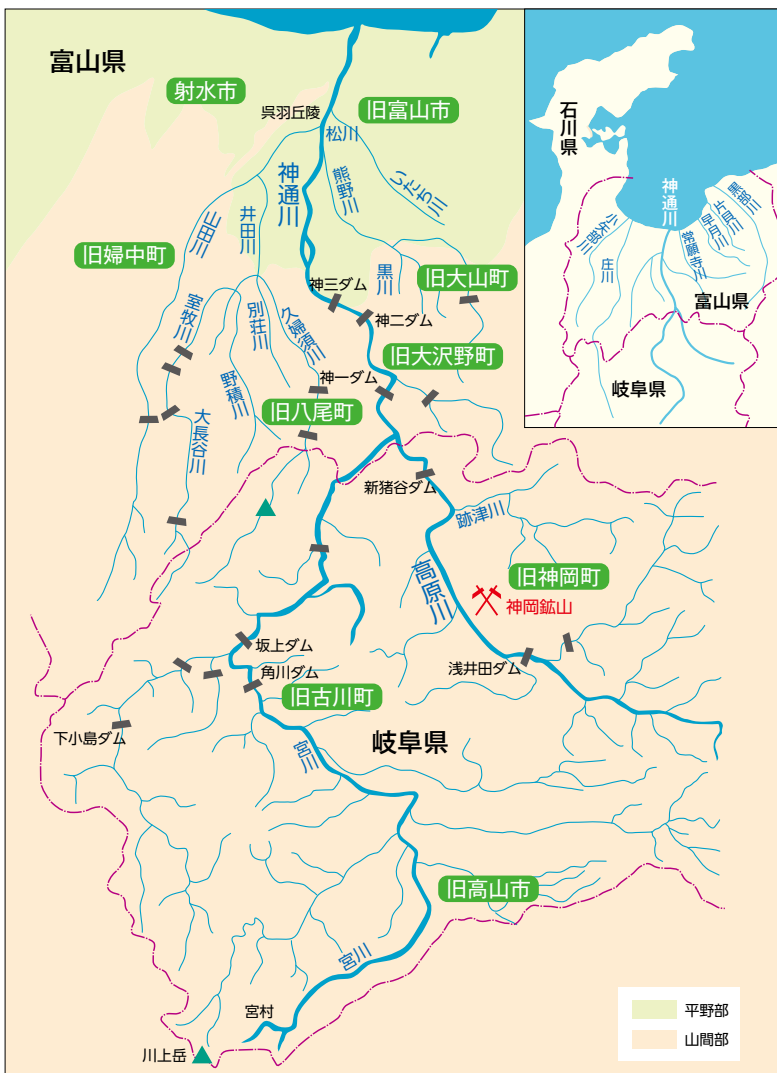 富山県
射水市
呉羽丘陵
旧富山市
松川
神通川
熊野川
いたち川
山田川
井田川
旧婦中町
黒川
旧大山町
神三ダム
神二ダム
室牧川
別荘川
久婦須川
旧大沢野町
野積川
神一ダム
旧八尾町
大長谷川
新猪谷ダム
跡津川
高原川
旧神岡町
神岡鉱山
坂上ダム
角川ダム
浅井田ダム
旧古川町
下小島ダム
宮川
岐阜県
旧高山市
宮川
宮村
川上岳
平野部
山間部
石川県
神通川
小矢部川
庄川
常願寺川
早月川
片貝川
黒部川
富山県
岐阜県